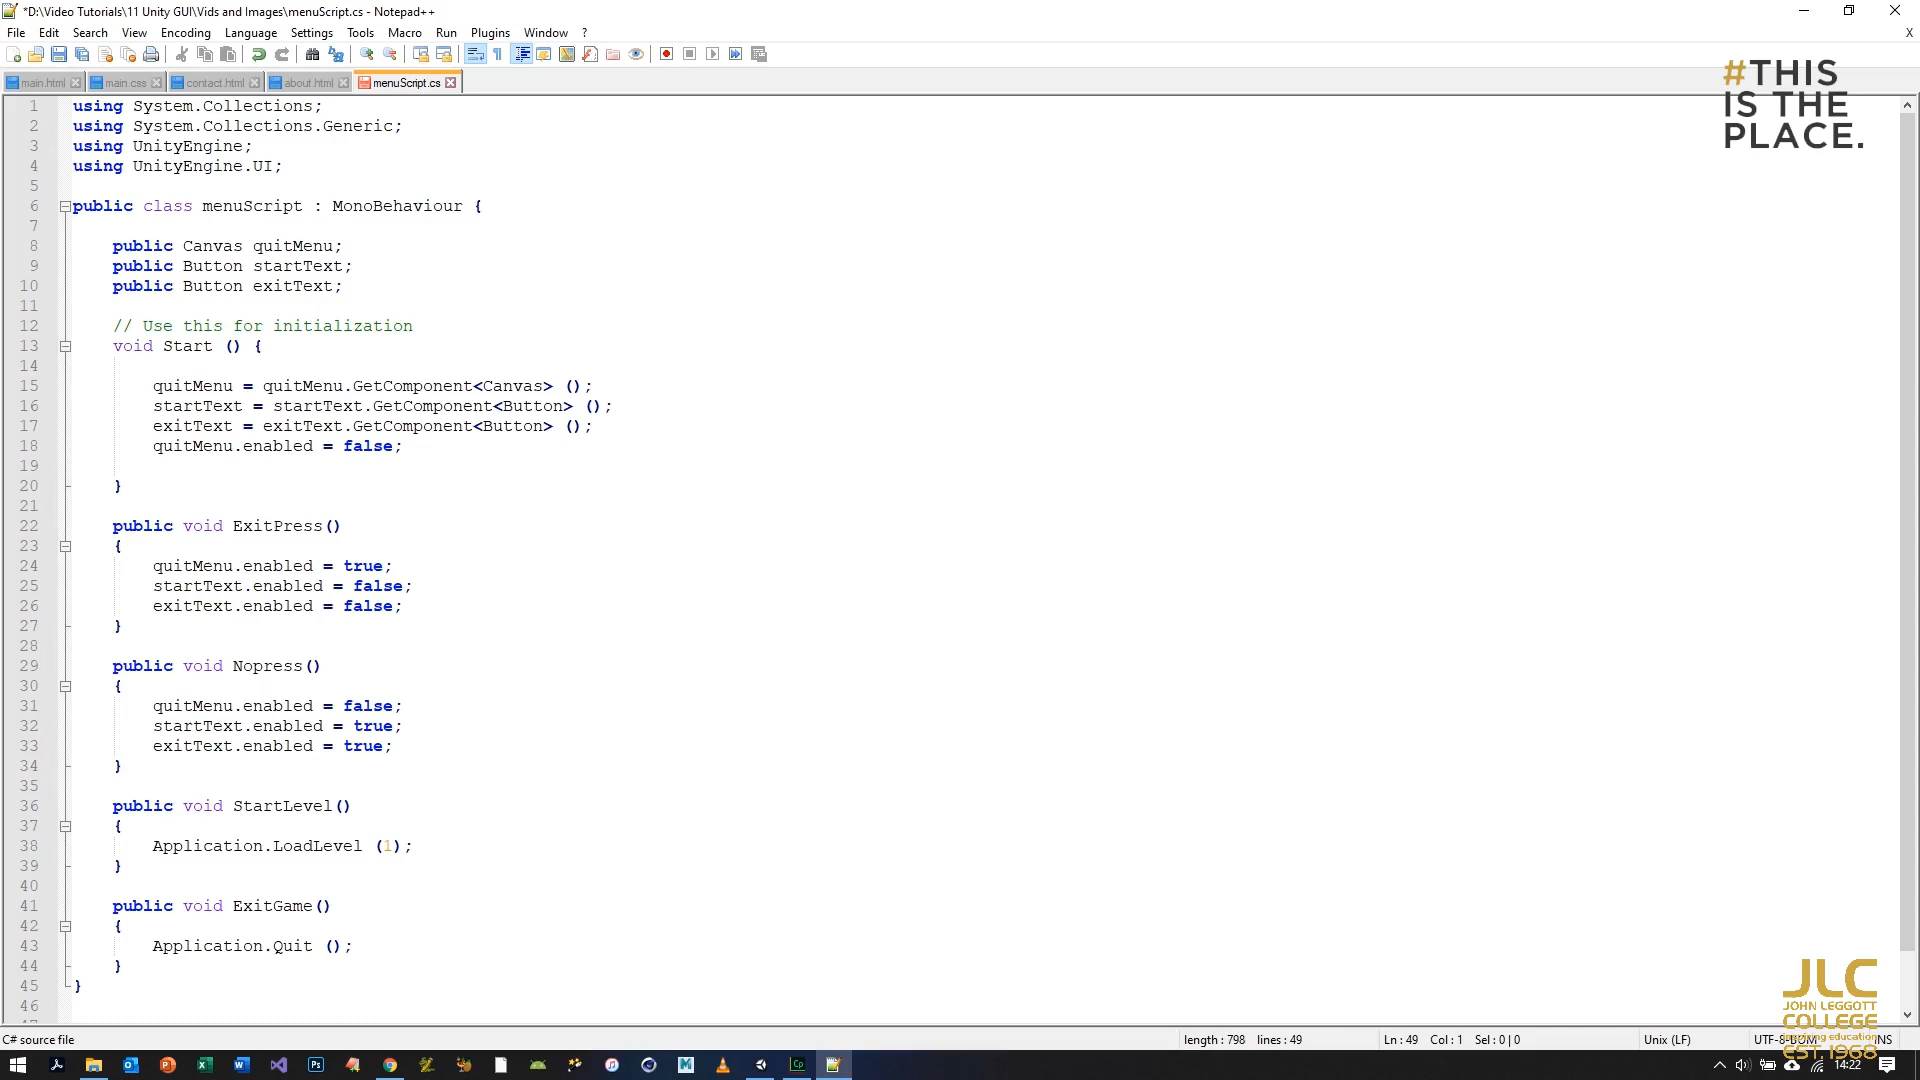 *D:\Video Tutorials\11 Unity GUI\Vids and Images\menuScript.cs - Notepad++
File Edit Search View Encoding Language Settings Tools Macro Run Plugins Window ? X
main.html main.css contact.html about.html menuScript.cs
#THIS
IS THE
PLACE.
1 using System.Collections;
2 using System.Collections.Generic;
3 using UnityEngine;
4 using UnityEngine.UI;
5
6 public class menuScript : MonoBehaviour {
7
8 public Canvas quitMenu;
9 public Button startText;
10 public Button exitText;
11
12 // Use this for initialization
13 void Start () {
14
15 quitMenu = quitMenu.GetComponent<Canvas> ();
16 startText = startText.GetComponent<Button> ();
17 exitText = exitText.GetComponent<Button> ();
18 quitMenu.enabled = false;
19
20 }
21
22 public void ExitPress()
23 {
24 quitMenu.enabled = true;
25 startText.enabled = false;
26 exitText.enabled = false;
27 }
28
29 public void Nopress()
30 {
31 quitMenu.enabled = false;
32 startText.enabled = true;
33 exitText.enabled = true;
34 }
35
36 public void StartLevel()
37 {
38 Application.LoadLevel (1);
39 }
40
41 public void ExitGame()
42 {
43 Application.Quit ();
44 }
45 }
46
JLC
JOHN LEGGOTT
COLLEGE
EST. 1968
C# source file length : 798 lines : 49 Ln : 49 Col : 1 Sel : 0 | 0 Unix (LF) UTF-8-BOM INS
14:22